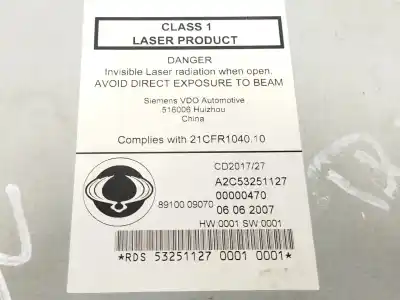 CLASS 1
LASER PRODUCT
DANGER
Invisible Laser radiation when open.
AVOID DIRECT EXPOSURE TO BEAM
Siemens VDO Automotive
516006 Huizhou
China
Complies with 21CFR1040.10
CD2017/27
A2C53251127
00000470
89100 09070
06 06 2007
HW 0001 SW 0001
*RDS 53251127 0001 0001*